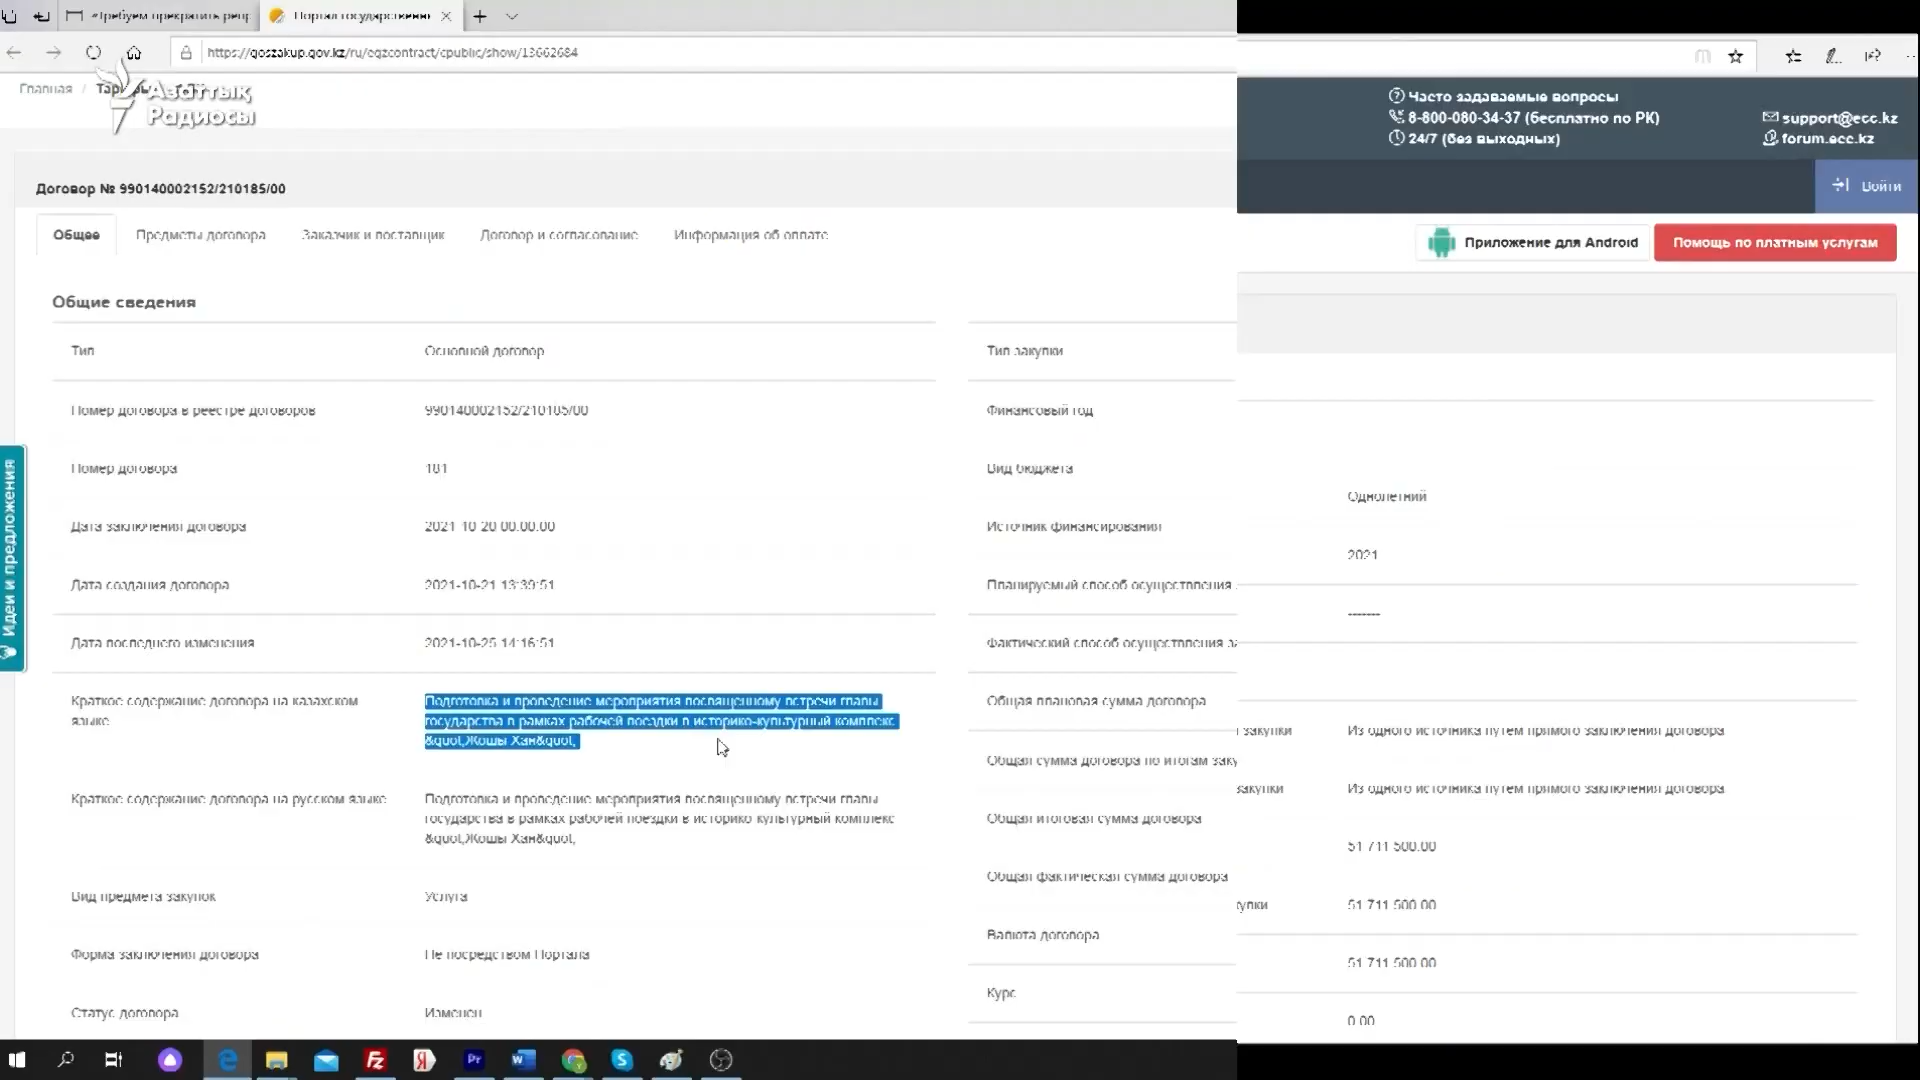 «Требуем прекратить репр
Портал государственн
https://goszakup.gov.kz/ru/egzcontract/cpublic/show/13662684
Главная /
Азаттық
Радиосы
Часто задаваемые вопросы
8-800-080-34-37 (бесплатно по РК)
24/7 (без выходных)
support@ecc.kz
forum.ecc.kz
Войти
Приложение для Android
Помощь по платным услугам
Договор № 990140002152/210185/00
Общее
Предметы договора
Заказчик и поставщик
Договор и согласование
Информация об оплате
Общие сведения
Тип
Основной договор
Номер договора в реестре договоров
990140002152/210185/00
Номер договора
181
Дата заключения договора
2021-10-20 00:00:00
Дата создания договора
2021-10-21 13:39:51
Дата последнего изменения
2021-10-25 14:16:51
Краткое содержание договора на казахском
языке
Подготовка и проведение мероприятия посвященному встречи главы
государства в рамках рабочей поездки в историко-культурный комплекс
&quot;Жошы Хан&quot;
Краткое содержание договора на русском языке
Подготовка и проведение мероприятия посвященному встречи главы
государства в рамках рабочей поездки в историко-культурный комплекс
&quot;Жошы Хан&quot;
Вид предмета закупок
Услуга
Форма заключения договора
Не посредством Портала
Статус договора
Изменен
Тип закупки
Финансовый год
Вид бюджета
Источник финансирования
Планируемый способ осуществления
Фактический способ осуществления за
Общая плановая сумма договора
Общая сумма договора по итогам заку
Общая итоговая сумма договора
Общая фактическая сумма договора
Валюта договора
Курс
Однолетний
2021
-------
закупки
Из одного источника путем прямого заключения договора
закупки
Из одного источника путем прямого заключения договора
51 711 500.00
упки
51 711 500.00
51 711 500.00
0.00
Идеи и предложения